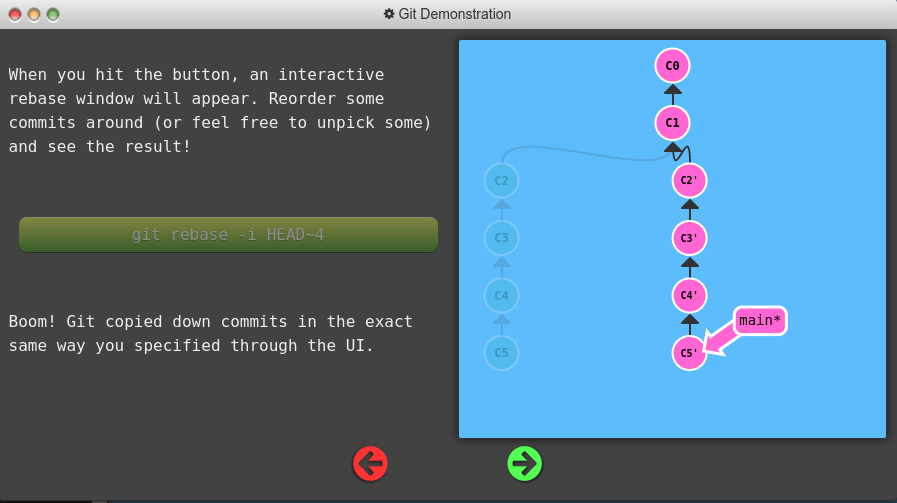 Git Demonstration
When you hit the button, an interactive
rebase window will appear. Reorder some
commits around (or feel free to unpick some)
and see the result!
git rebase -i HEAD~4
Boom! Git copied down commits in the exact
same way you specified through the UI.
C0
C1
C2 C2'
C3 C3'
C4 C4'
main*
C5 C5'